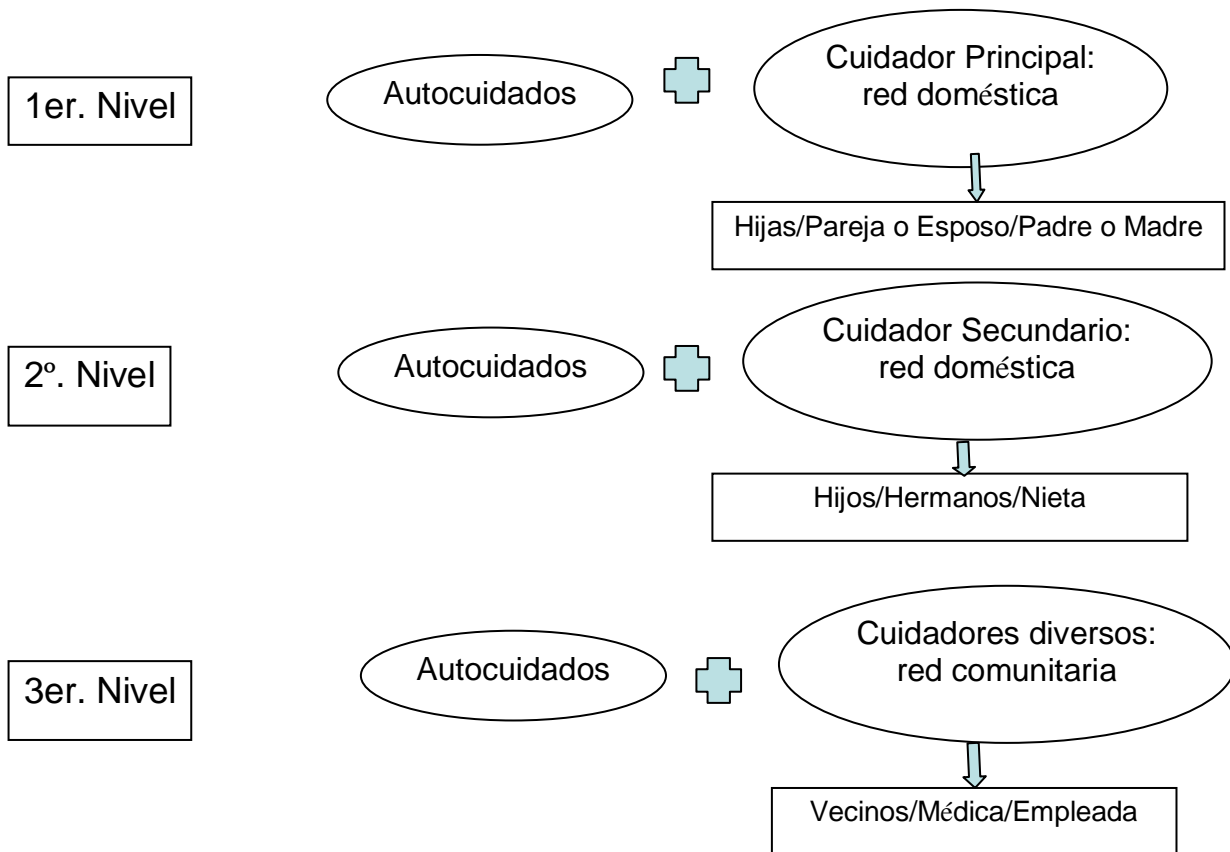 1er. Nivel
Autocuidados
Cuidador Principal:
red doméstica
Hijas/Pareja o Esposo/Padre o Madre
2º. Nivel
Autocuidados
Cuidador Secundario:
red doméstica
Hijos/Hermanos/Nieta
3er. Nivel
Autocuidados
Cuidadores diversos:
red comunitaria
Vecinos/Médica/Empleada